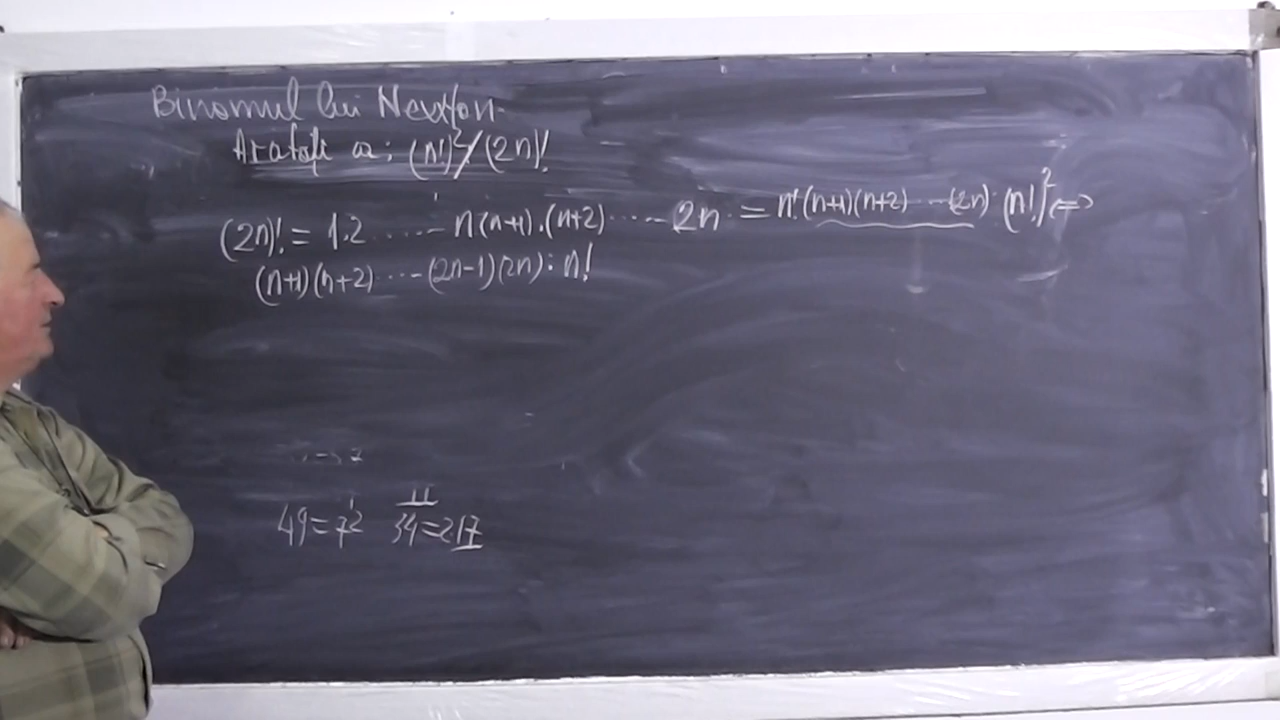 Binomul lui Newton.
Arătați că: (n!)² / (2n)!
(2n)! = 1·2 ..... n(n+1)·(n+2) ..... 2n = n!(n+1)(n+2) ... (2n) ⋮ (n!)² ⇔
(n+1)(n+2) ... (2n-1)(2n) ⋮ n!
49=7² 34=2·17